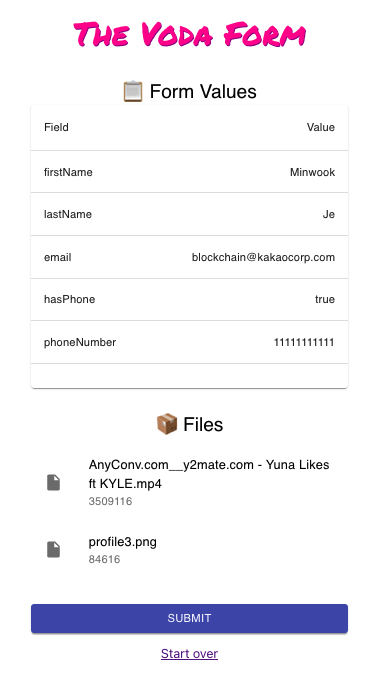 The Voda Form
📋 Form Values
Field Value
firstName Minwook
lastName Je
email blockchain@kakaocorp.com
hasPhone true
phoneNumber 11111111111
📦 Files
AnyConv.com__y2mate.com - Yuna Likes
ft KYLE.mp4
3509116
profile3.png
84616
SUBMIT
Start over